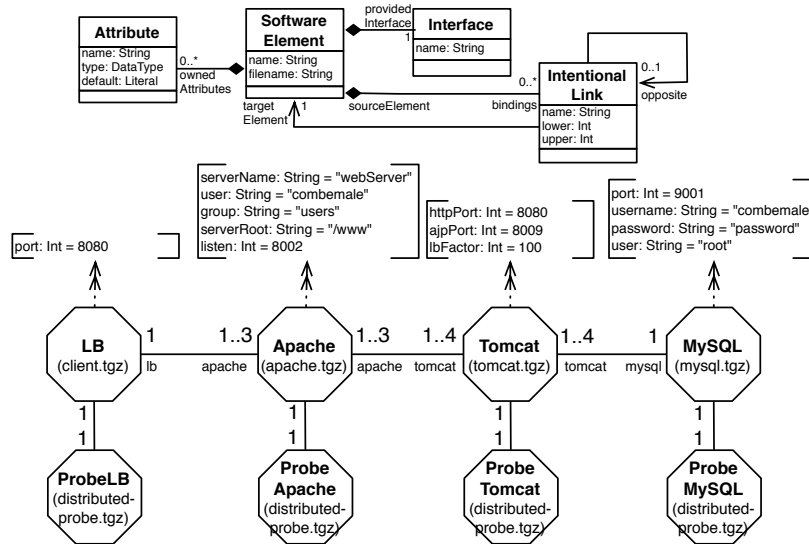 Attribute
name: String
type: DataType
default: Literal
0..*
owned
Attributes
Software
Element
name: String
filename: String
provided
Interface
1
Interface
name: String
target
Element
1
sourceElement
0..*
bindings
Intentional
Link
name: String
lower: Int
upper: Int
0..1
opposite
port: Int = 8080
serverName: String = "webServer"
user: String = "combemale"
group: String = "users"
serverRoot: String = "/www"
listen: Int = 8002
httpPort: Int = 8080
ajpPort: Int = 8009
lbFactor: Int = 100
port: Int = 9001
username: String = "combemale
password: String = "password"
user: String = "root"
LB
(client.tgz)
1
lb
1..3
apache
Apache
(apache.tgz)
1..3
apache
1..4
tomcat
Tomcat
(tomcat.tgz)
1..4
tomcat
1
mysql
MySQL
(mysql.tgz)
1
1
1
1
1
1
1
1
ProbeLB
(distributed-
probe.tgz)
Probe
Apache
(distributed-
probe.tgz)
Probe
Tomcat
(distributed-
probe.tgz)
Probe
MySQL
(distributed-
probe.tgz)